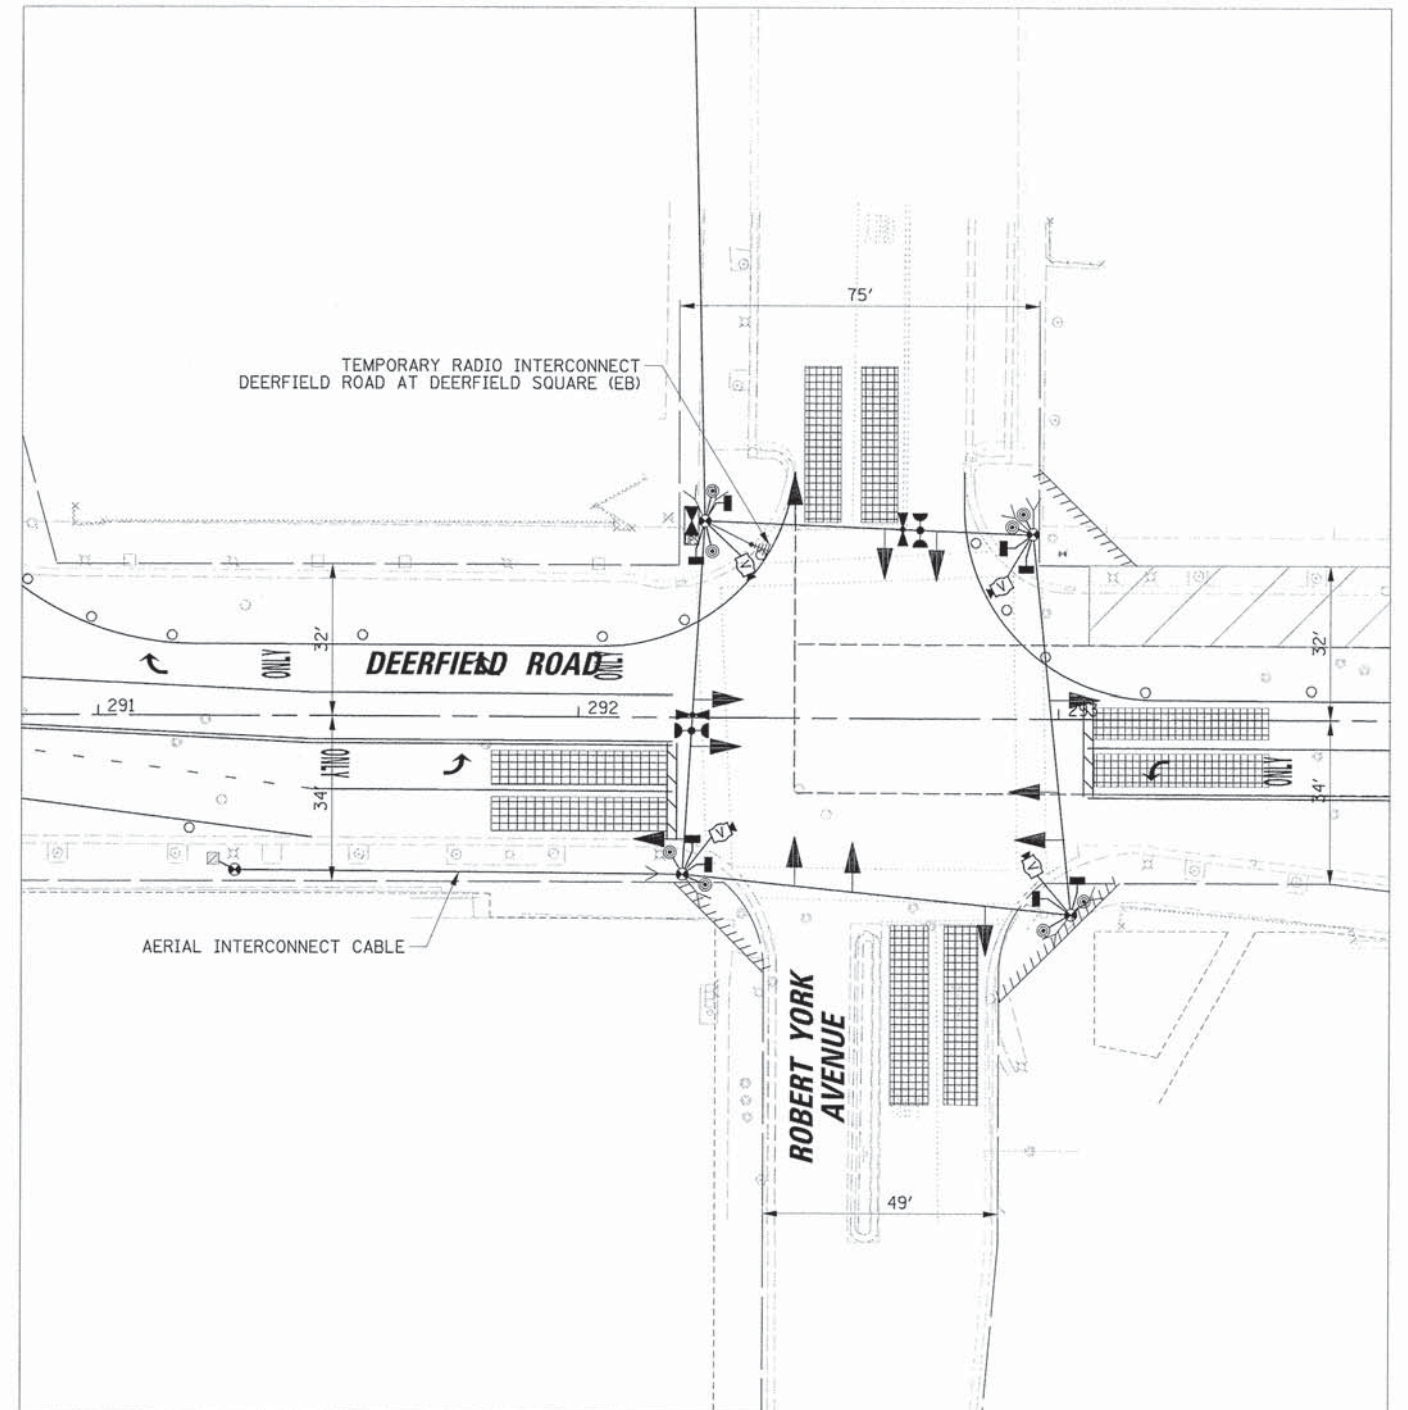 75'
TEMPORARY RADIO INTERCONNECT
DEERFIELD ROAD AT DEERFIELD SQUARE (EB)
V
V
32'
32'
ONLY
DEERFIELD ROAD
ONLY
291
292
293
ONLY
34'
ONLY
34'
V
V
AERIAL INTERCONNECT CABLE
ROBERT YORK
AVENUE
49'